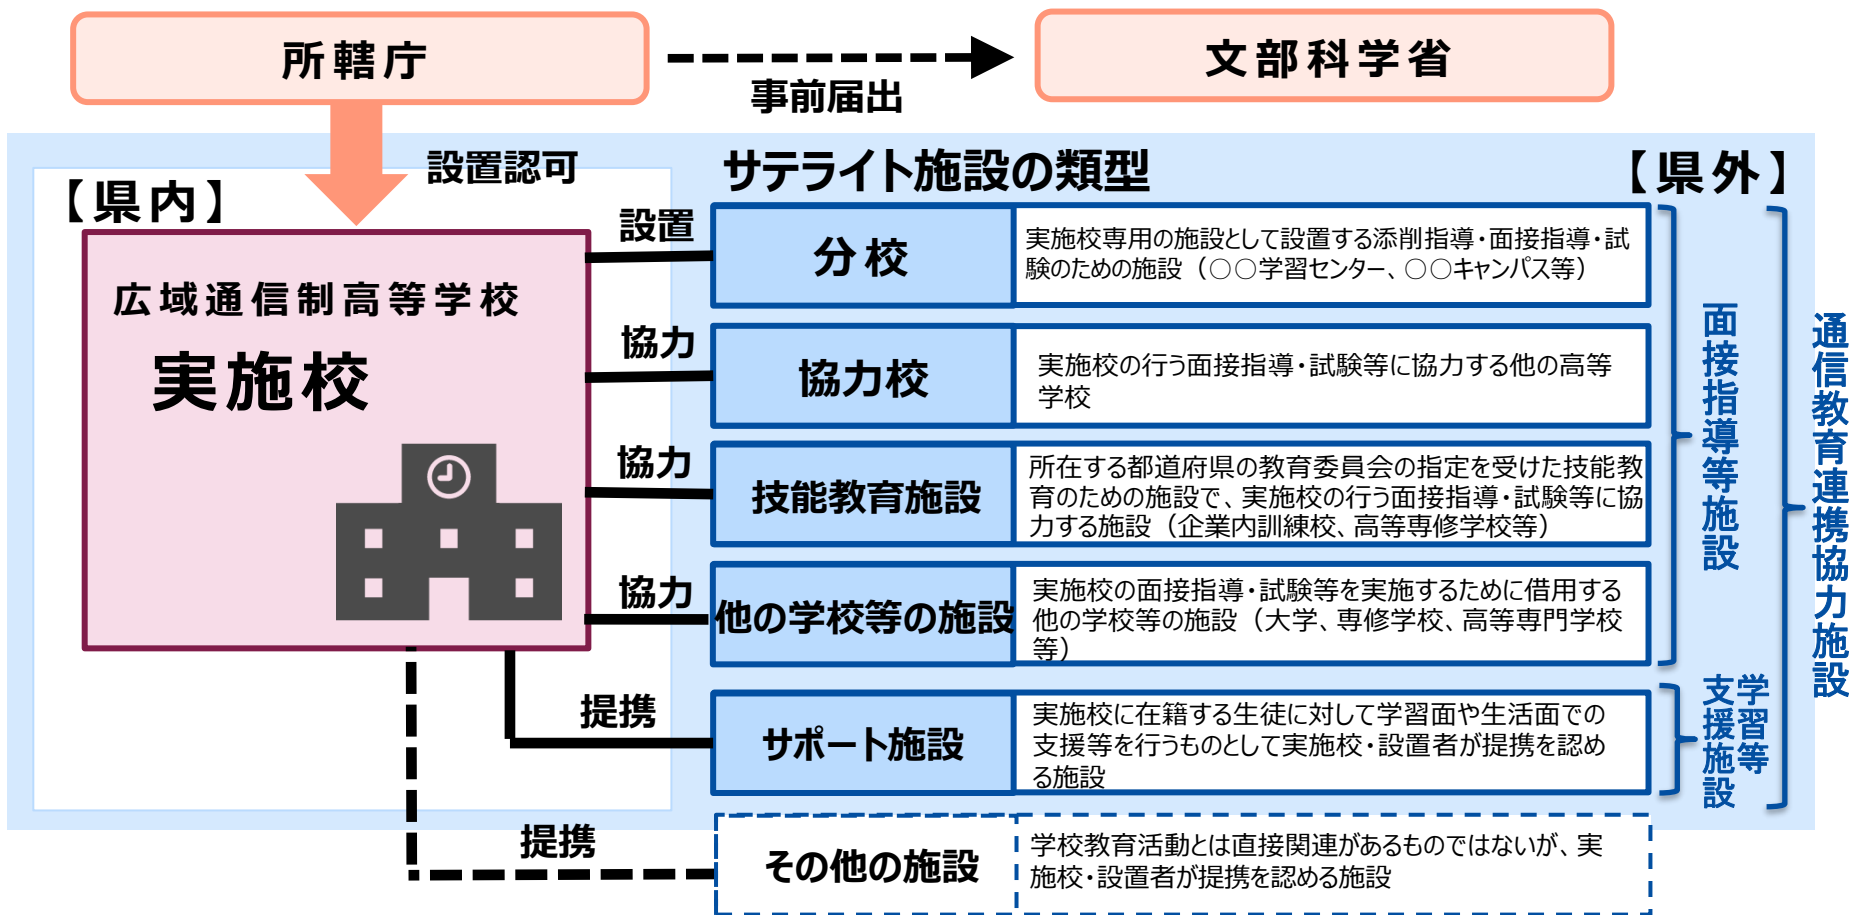 所轄庁
事前届出
文部科学省
設置認可
サテライト施設の類型
【県内】
【県外】
広域通信制高等学校
実施校
設置
分校
実施校専用の施設として設置する添削指導・面接指導・試
験のための施設（○○学習センター、○○キャンパス等）
協力
協力校
実施校の行う面接指導・試験等に協力する他の高等
学校
協力
技能教育施設
所在する都道府県の教育委員会の指定を受けた技能教
育のための施設で、実施校の行う面接指導・試験等に協
力する施設（企業内訓練校、高等専修学校等）
協力
他の学校等の施設
実施校の面接指導・試験等を実施するために借用する
他の学校等の施設（大学、専修学校、高等専門学校
等）
提携
サポート施設
実施校に在籍する生徒に対して学習面や生活面での
支援等を行うものとして実施校・設置者が提携を認め
る施設
提携
その他の施設
学校教育活動とは直接関連があるものではないが、実
施校・設置者が提携を認める施設
面接指導等施設
学習等
支援施設
通信教育連携協力施設